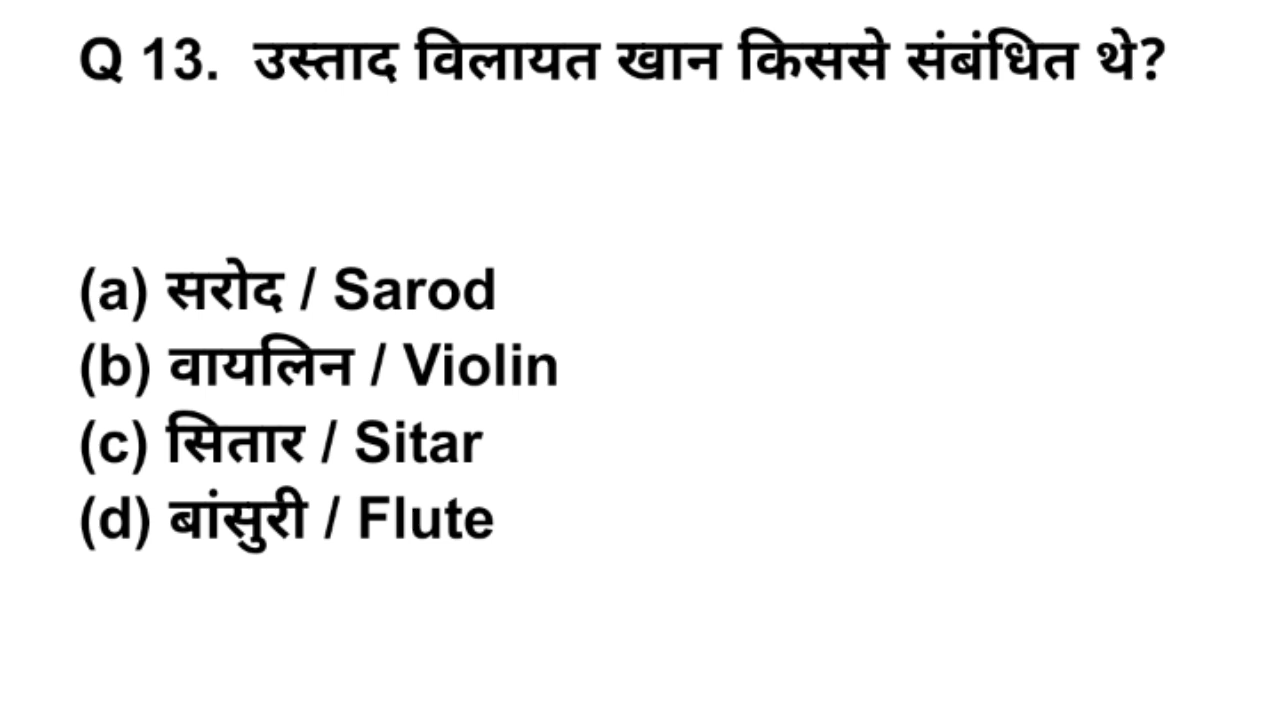 Q 13. उस्ताद विलायत खान किससे संबंधित थे?
(a) सरोद / Sarod
(b) वायलिन / Violin
(c) सितार / Sitar
(d) बांसुरी / Flute